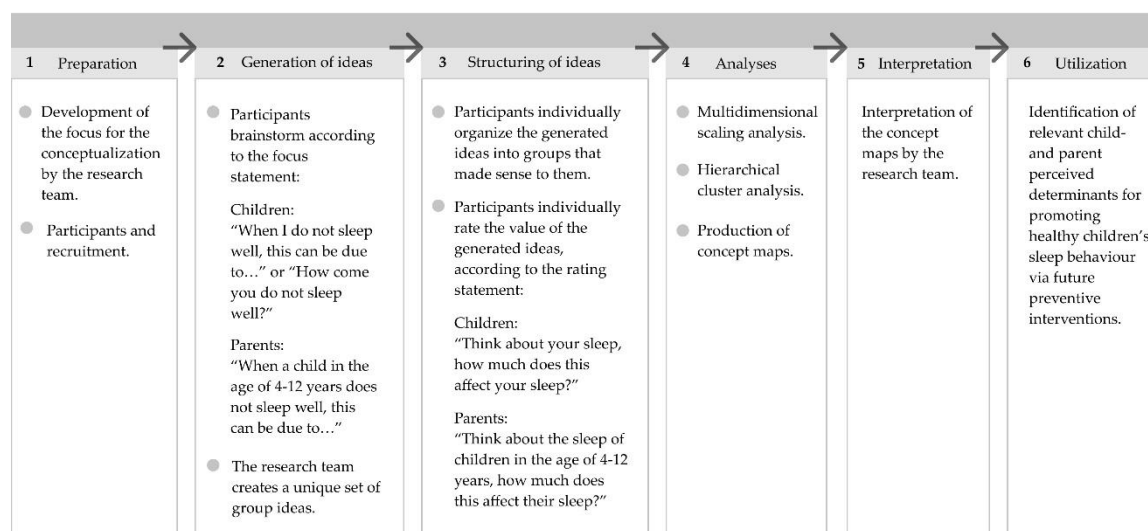 1 Preparation
Development of
the focus for the
conceptualization
by the research
team.
Participants and
recruitment.
2 Generation of ideas
Participants
brainstorm according
to the focus
statement:
Children:
“When I do not sleep
well, this can be due
to…” or “How come
you do not sleep
well?”
Parents:
“When a child in the
age of 4-12 years does
not sleep well, this
can be due to…”
The research team
creates a unique set of
group ideas.
3 Structuring of ideas
Participants individually
organize the generated
ideas into groups that
made sense to them.
Participants individually
rate the value of the
generated ideas,
according to the rating
statement:
Children:
“Think about your sleep,
how much does this
affect your sleep?”
Parents:
“Think about the sleep of
children in the age of 4-12
years, how much does
this affect their sleep?”
4 Analyses
Multidimensional
scaling analysis.
Hierarchical
cluster analysis.
Production of
concept maps.
5 Interpretation
Interpretation of
the concept
maps by the
research team.
6 Utilization
Identification of
relevant child-
and parent
perceived
determinants for
promoting
healthy children’s
sleep behaviour
via future
preventive
interventions.